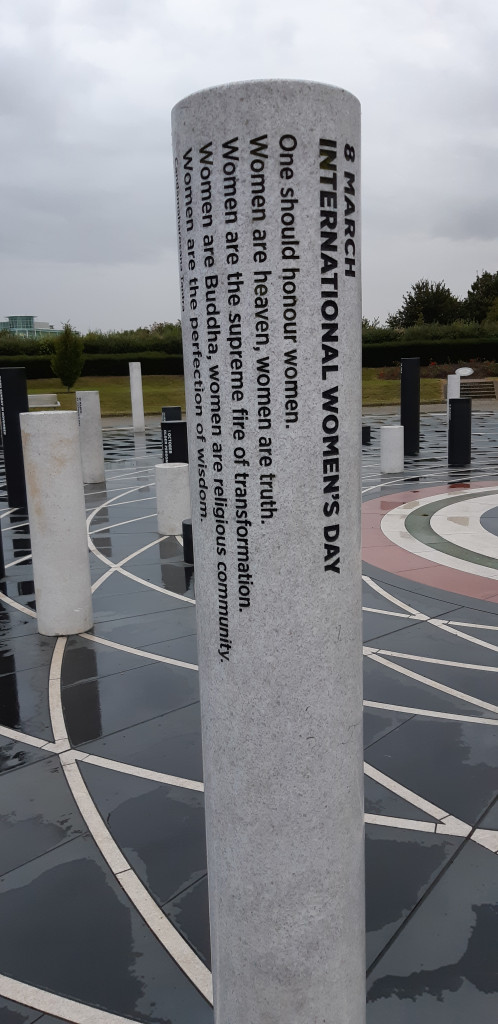 8 MARCH
INTERNATIONAL WOMEN'S DAY
One should honour women.
Women are heaven, women are truth.
Women are the supreme fire of transformation.
Women are Buddha, women are religious community.
Women are the perfection of wisdom.
OCTOBER